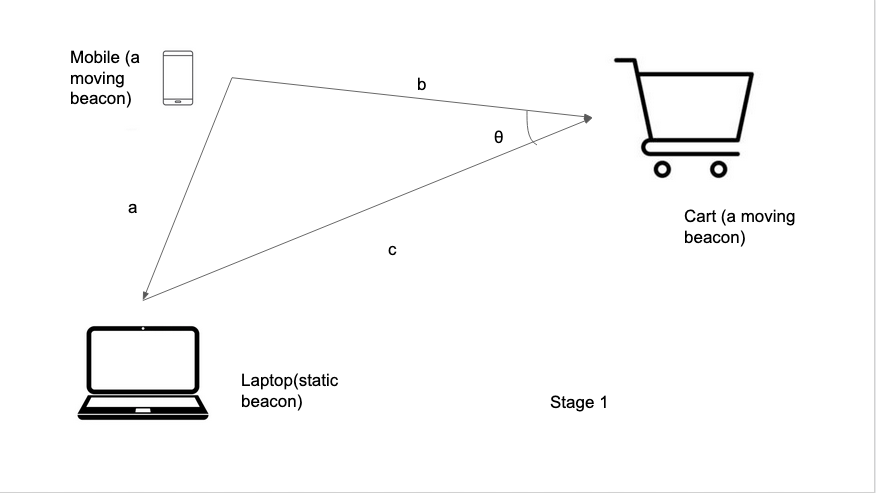 Mobile (a
moving
beacon)
b
θ
a
Cart (a moving
beacon)
c
Laptop(static
beacon)
Stage 1